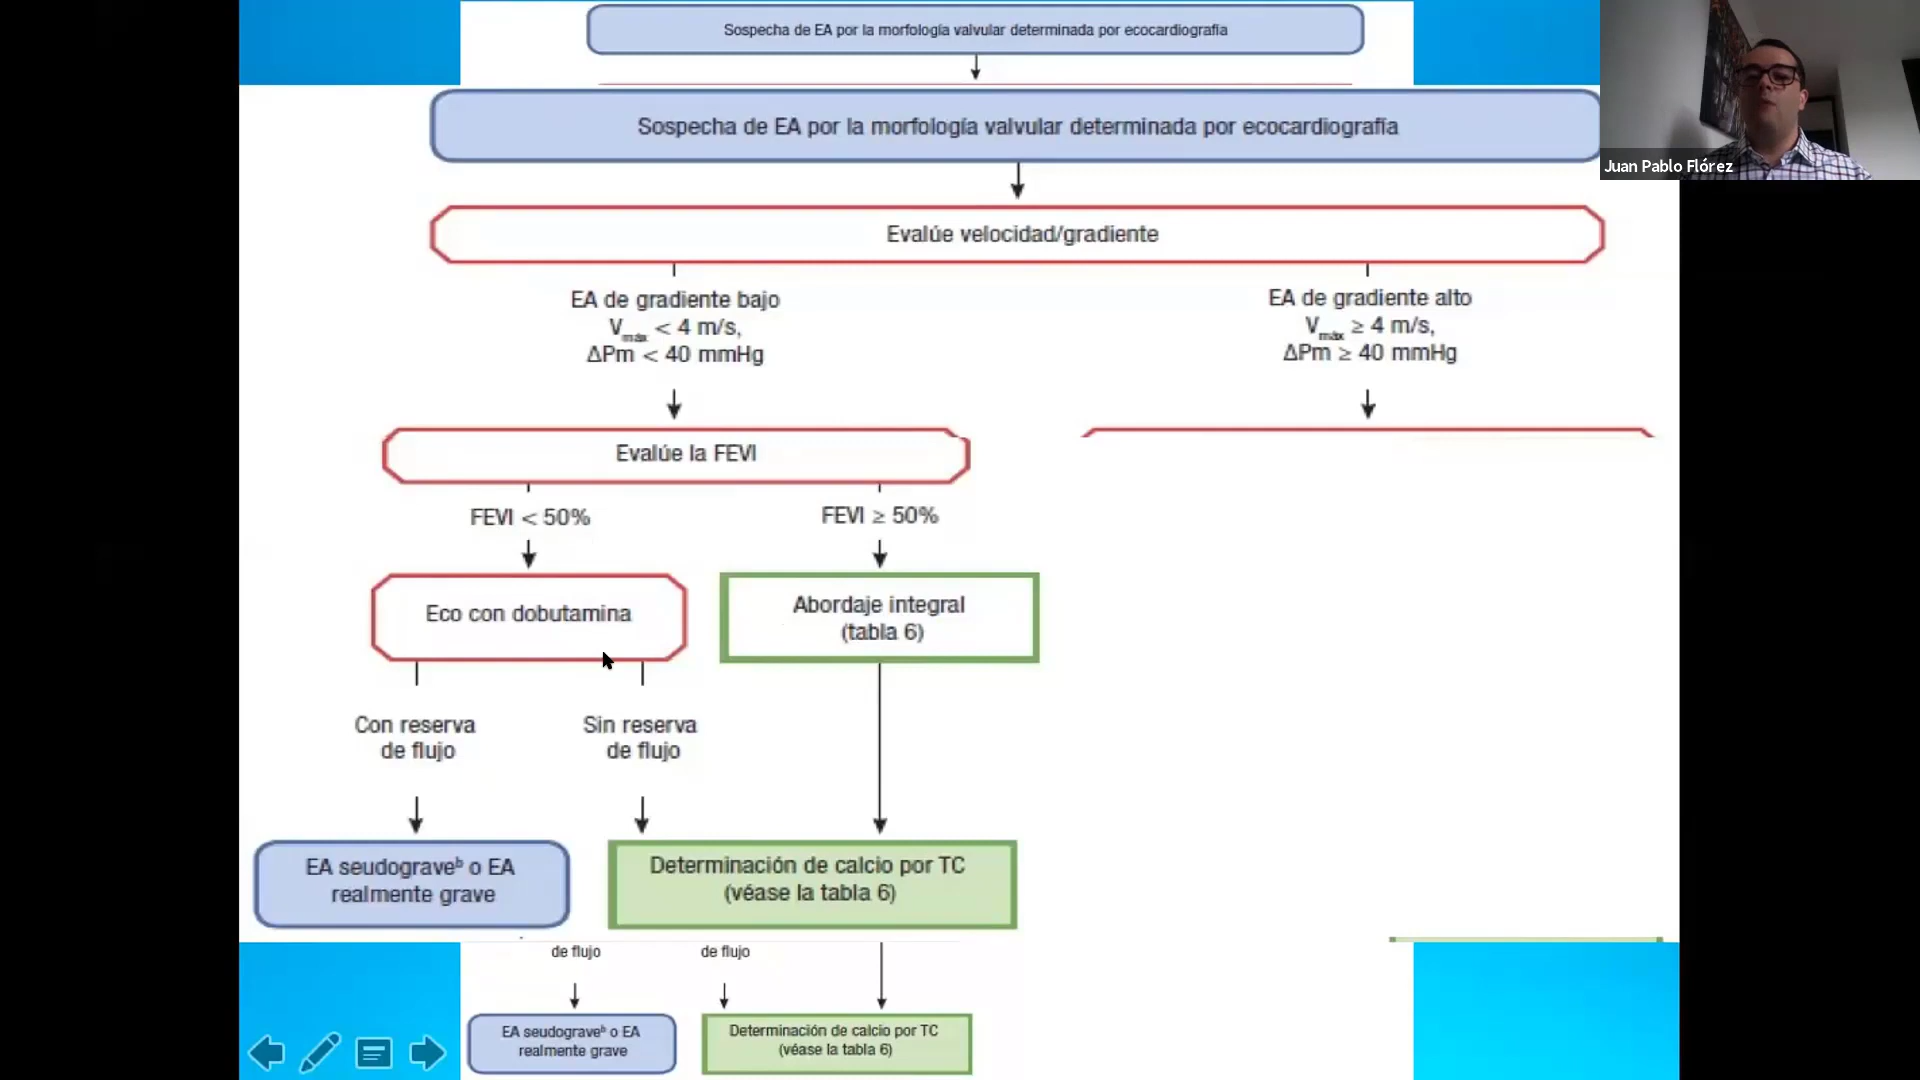 Sospecha de EA por la morfología valvular determinada por ecocardiografía
Juan Pablo Flórez
Sospecha de EA por la morfología valvular determinada por ecocardiografía
Evalúe velocidad/gradiente
EA de gradiente bajo
Vmáx < 4 m/s,
ΔPm < 40 mmHg
EA de gradiente alto
Vmáx ≥ 4 m/s,
ΔPm ≥ 40 mmHg
Evalúe la FEVI
FEVI < 50%
FEVI ≥ 50%
Eco con dobutamina
Abordaje integral
(tabla 6)
Con reserva
de flujo
Sin reserva
de flujo
EA seudograveᵇ o EA
realmente grave
Determinación de calcio por TC
(véase la tabla 6)
de flujo
de flujo
EA seudograveᵇ o EA
realmente grave
Determinación de calcio por TC
(véase la tabla 6)